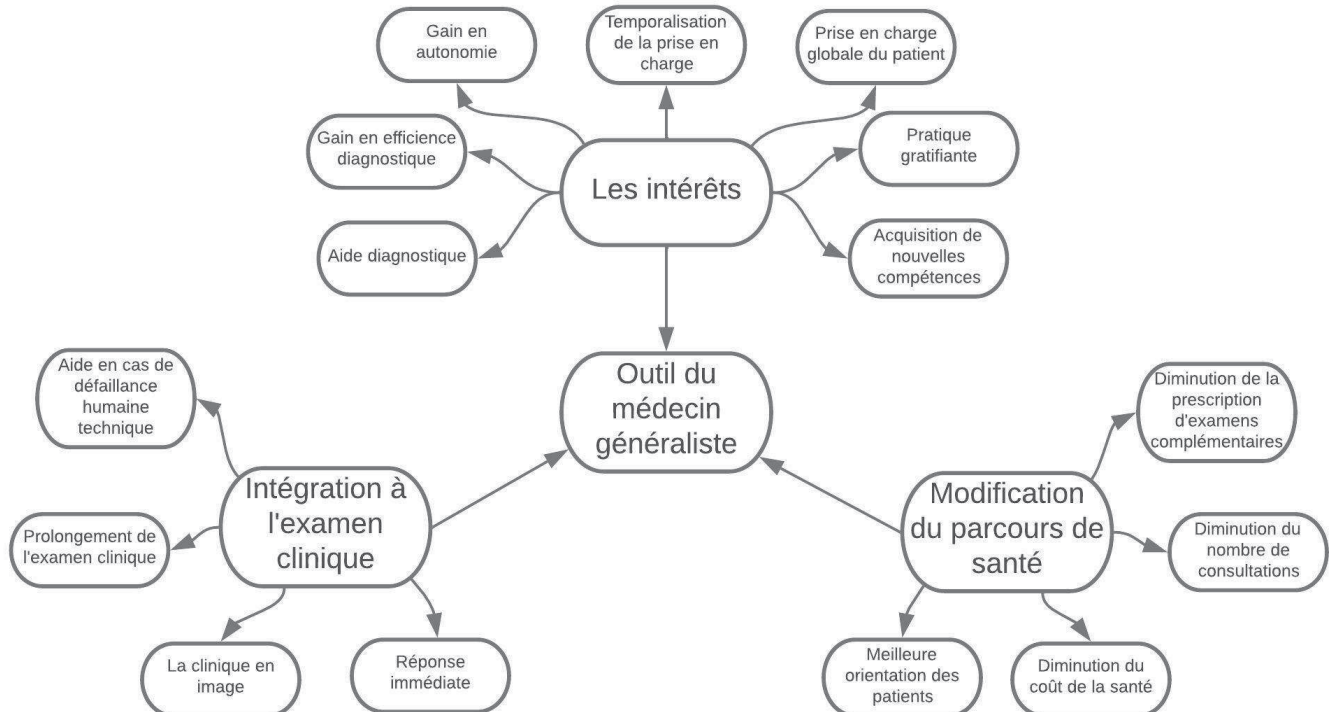 Gain en
autonomie
Temporalisation
de la prise en
charge
Prise en charge
globale du patient
Gain en efficience
diagnostique
Pratique
gratifiante
Les intérêts
Aide diagnostique
Acquisition de
nouvelles
compétences
Outil du
médecin
généraliste
Aide en cas de
défaillance
humaine
technique
Intégration à
l'examen
clinique
Prolongement de
l'examen clinique
La clinique en
image
Réponse
immédiate
Diminution de la
prescription
d'examens
complémentaires
Modification
du parcours de
santé
Diminution du
nombre de
consultations
Meilleure
orientation des
patients
Diminution du
coût de la santé